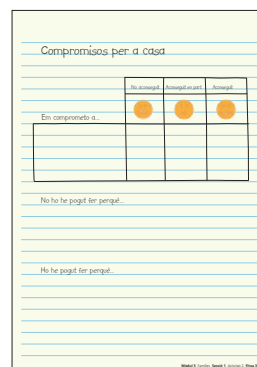 Compromisos per a casa
No aconseguit Aconseguit en part Aconseguit
Em comprometo a...
No ho he pogut fer perquè...
Ho he pogut fer perquè...